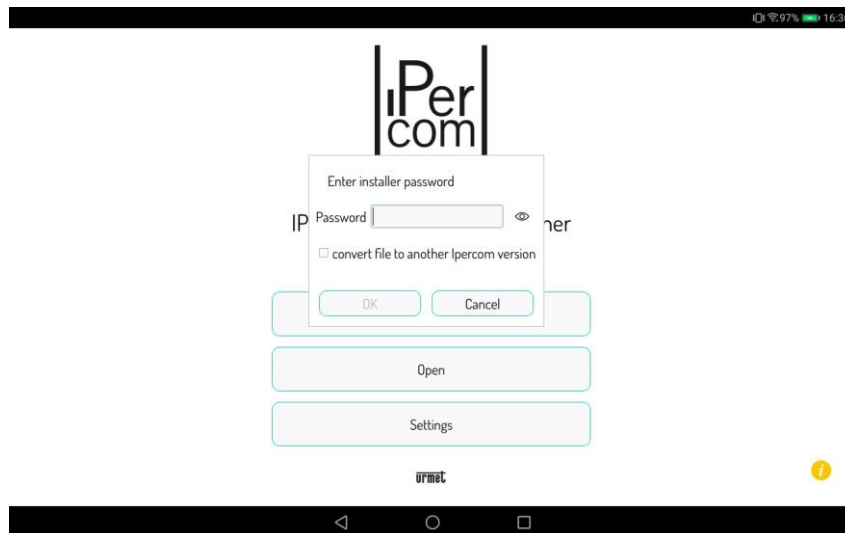 97% 16:3
iPer
com
Enter installer password
IP Password ner
convert file to another Ipercom version
OK Cancel
Open
Settings
urmet